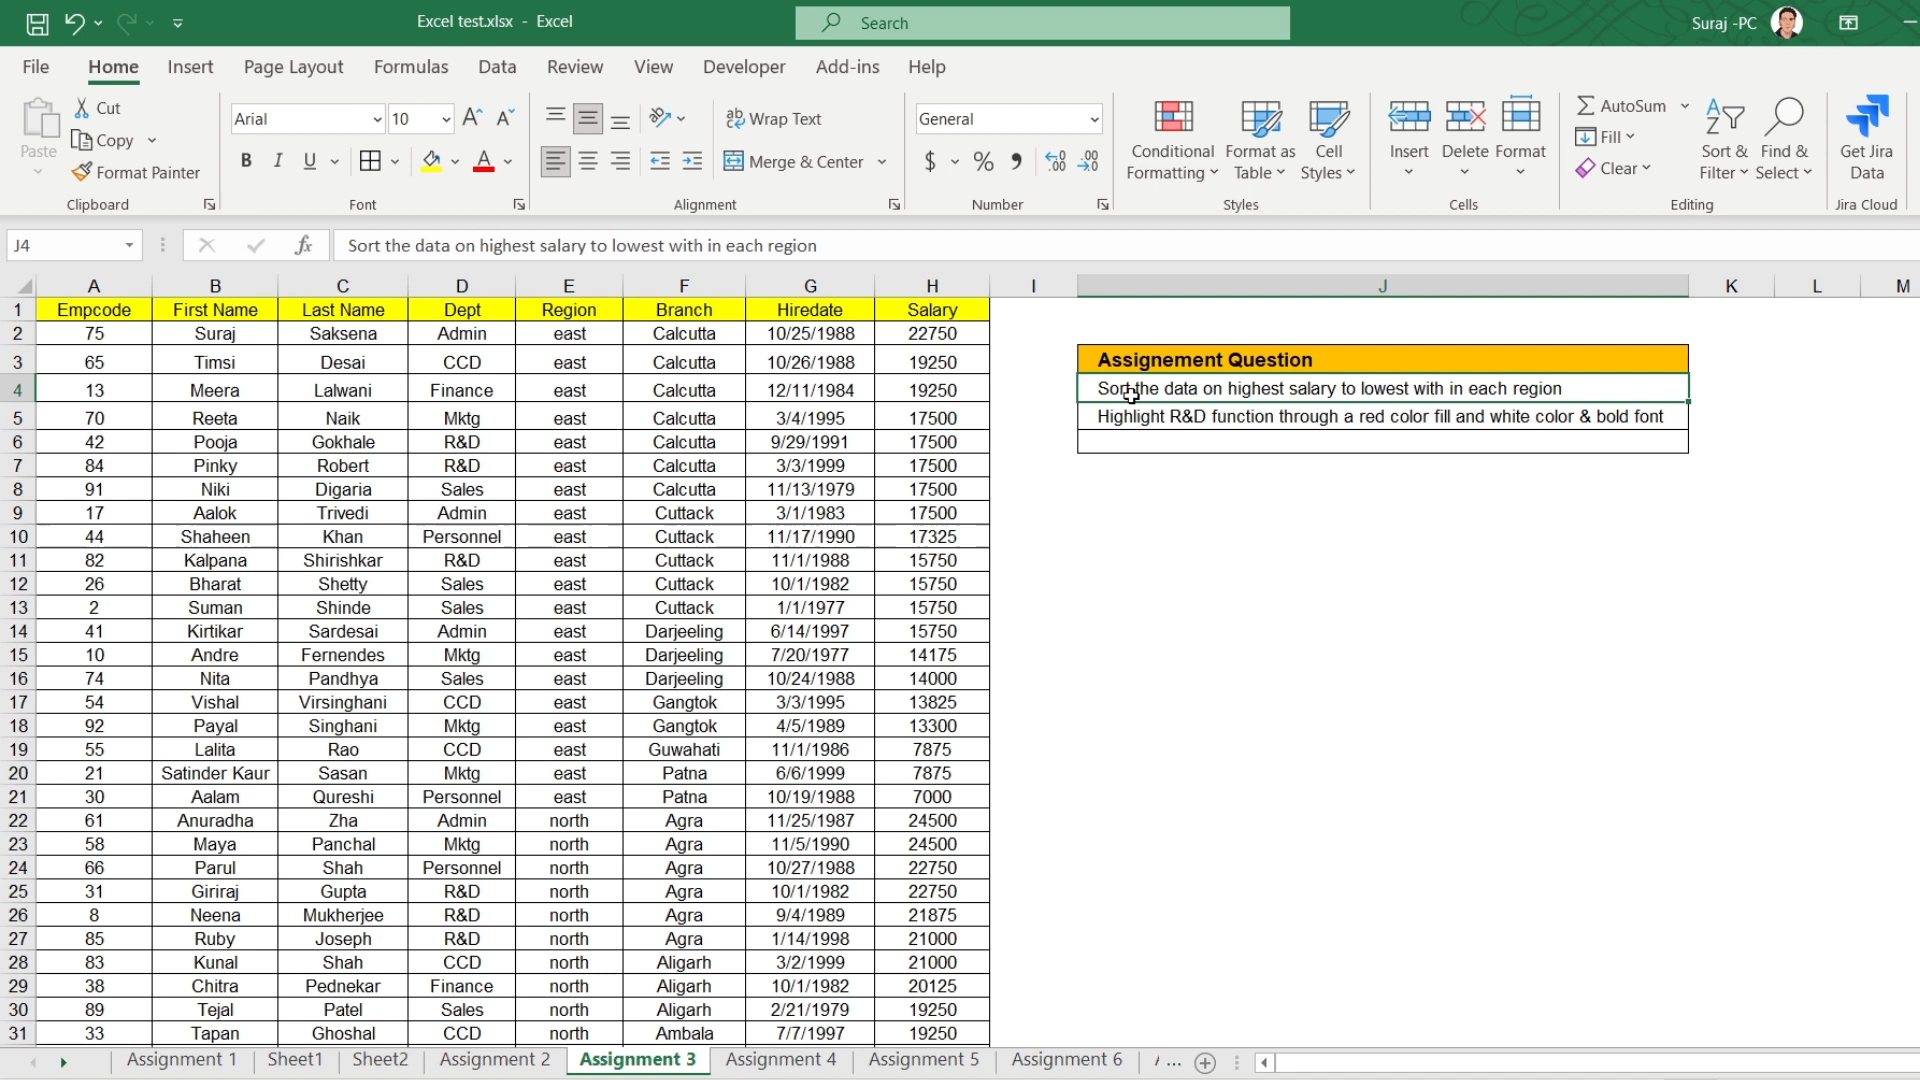 Excel test.xlsx - Excel
Search
Suraj -PC
File Home Insert Page Layout Formulas Data Review View Developer Add-ins Help
Paste
Cut
Copy
Format Painter
Clipboard
Arial 10
B I U
Font
Wrap Text
Merge & Center
Alignment
General
$ % ,
Number
Conditional Formatting
Format as Table
Cell Styles
Styles
Insert Delete Format
Cells
AutoSum
Fill
Clear
Sort & Filter
Find & Select
Editing
Get Jira Data
Jira Cloud
J4 fx Sort the data on highest salary to lowest with in each region
A B C D E F G H I J K L M
1 Empcode First Name Last Name Dept Region Branch Hiredate Salary
2 75 Suraj Saksena Admin east Calcutta 10/25/1988 22750
3 65 Timsi Desai CCD east Calcutta 10/26/1988 19250
Assignement Question
4 13 Meera Lalwani Finance east Calcutta 12/11/1984 19250
Sort the data on highest salary to lowest with in each region
5 70 Reeta Naik Mktg east Calcutta 3/4/1995 17500
Highlight R&D function through a red color fill and white color & bold font
6 42 Pooja Gokhale R&D east Calcutta 9/29/1991 17500
7 84 Pinky Robert R&D east Calcutta 3/3/1999 17500
8 91 Niki Digaria Sales east Calcutta 11/13/1979 17500
9 17 Aalok Trivedi Admin east Cuttack 3/1/1983 17500
10 44 Shaheen Khan Personnel east Cuttack 11/17/1990 17325
11 82 Kalpana Shirishkar R&D east Cuttack 11/1/1988 15750
12 26 Bharat Shetty Sales east Cuttack 10/1/1982 15750
13 2 Suman Shinde Sales east Cuttack 1/1/1977 15750
14 41 Kirtikar Sardesai Admin east Darjeeling 6/14/1997 15750
15 10 Andre Fernendes Mktg east Darjeeling 7/20/1977 14175
16 74 Nita Pandhya Sales east Darjeeling 10/24/1988 14000
17 54 Vishal Virsinghani CCD east Gangtok 3/3/1995 13825
18 92 Payal Singhani Mktg east Gangtok 4/5/1989 13300
19 55 Lalita Rao CCD east Guwahati 11/1/1986 7875
20 21 Satinder Kaur Sasan Mktg east Patna 6/6/1999 7875
21 30 Aalam Qureshi Personnel east Patna 10/19/1988 7000
22 61 Anuradha Zha Admin north Agra 11/25/1987 24500
23 58 Maya Panchal Mktg north Agra 11/5/1990 24500
24 66 Parul Shah Personnel north Agra 10/27/1988 22750
25 31 Giriraj Gupta R&D north Agra 10/1/1982 22750
26 8 Neena Mukherjee R&D north Agra 9/4/1989 21875
27 85 Ruby Joseph R&D north Agra 1/14/1998 21000
28 83 Kunal Shah CCD north Aligarh 3/2/1999 21000
29 38 Chitra Pednekar Finance north Aligarh 10/1/1982 20125
30 89 Tejal Patel Sales north Aligarh 2/21/1979 19250
31 33 Tapan Ghoshal CCD north Ambala 7/7/1997 19250
Assignment 1 Sheet1 Sheet2 Assignment 2 Assignment 3 Assignment 4 Assignment 5 Assignment 6 ...